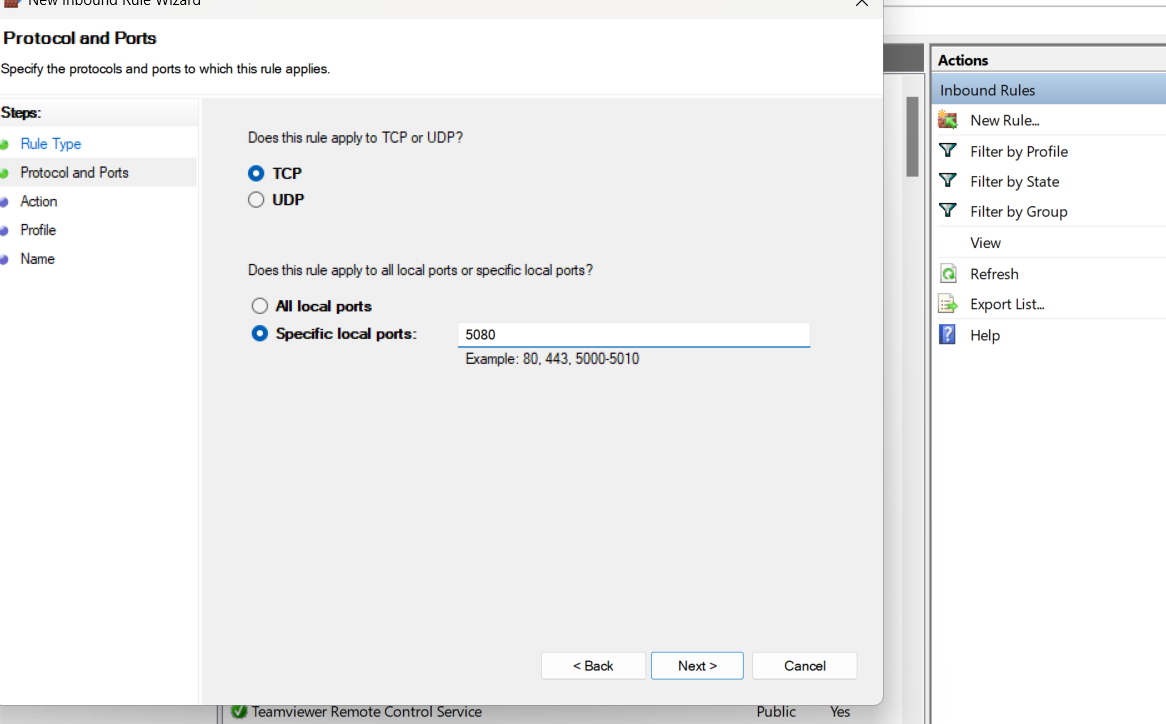 New Inbound Rule Wizard
Protocol and Ports
Specify the protocols and ports to which this rule applies.
Steps:
Rule Type
Protocol and Ports
Action
Profile
Name
Does this rule apply to TCP or UDP?
TCP
UDP
Does this rule apply to all local ports or specific local ports?
All local ports
Specific local ports:
5080
Example: 80, 443, 5000-5010
< Back
Next >
Cancel
Teamviewer Remote Control Service
Public
Yes
Actions
Inbound Rules
New Rule...
Filter by Profile
Filter by State
Filter by Group
View
Refresh
Export List...
Help